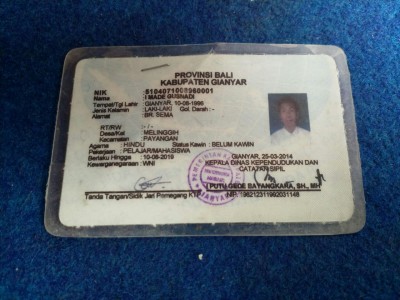 PROVINSI BALI
KABUPATEN GIANYAR
NIK : 5104071008960001
Nama : I MADE GUSNADI
Tempat/Tgl Lahir : GIANYAR, 10-08-1996
Jenis Kelamin : LAKI-LAKI Gol. Darah : -
Alamat : BR. SEMA
RT/RW : - / -
Desa/Kel : MELINGGIH
Kecamatan : PAYANGAN
Agama : HINDU Status Kawin : BELUM KAWIN
Pekerjaan : PELAJAR/MAHASISWA
Berlaku Hingga : 10-08-2019
Kewarganegaraan : WNI
GIANYAR, 25-03-2014
KEPALA DINAS KEPENDUDUKAN DAN
CATATAN SIPIL
I PUTU GEDE BAYANGKARA, SH., MH
Tanda Tangan/Sidik Jari Pemegang KTP
NIP: 196212311992031148